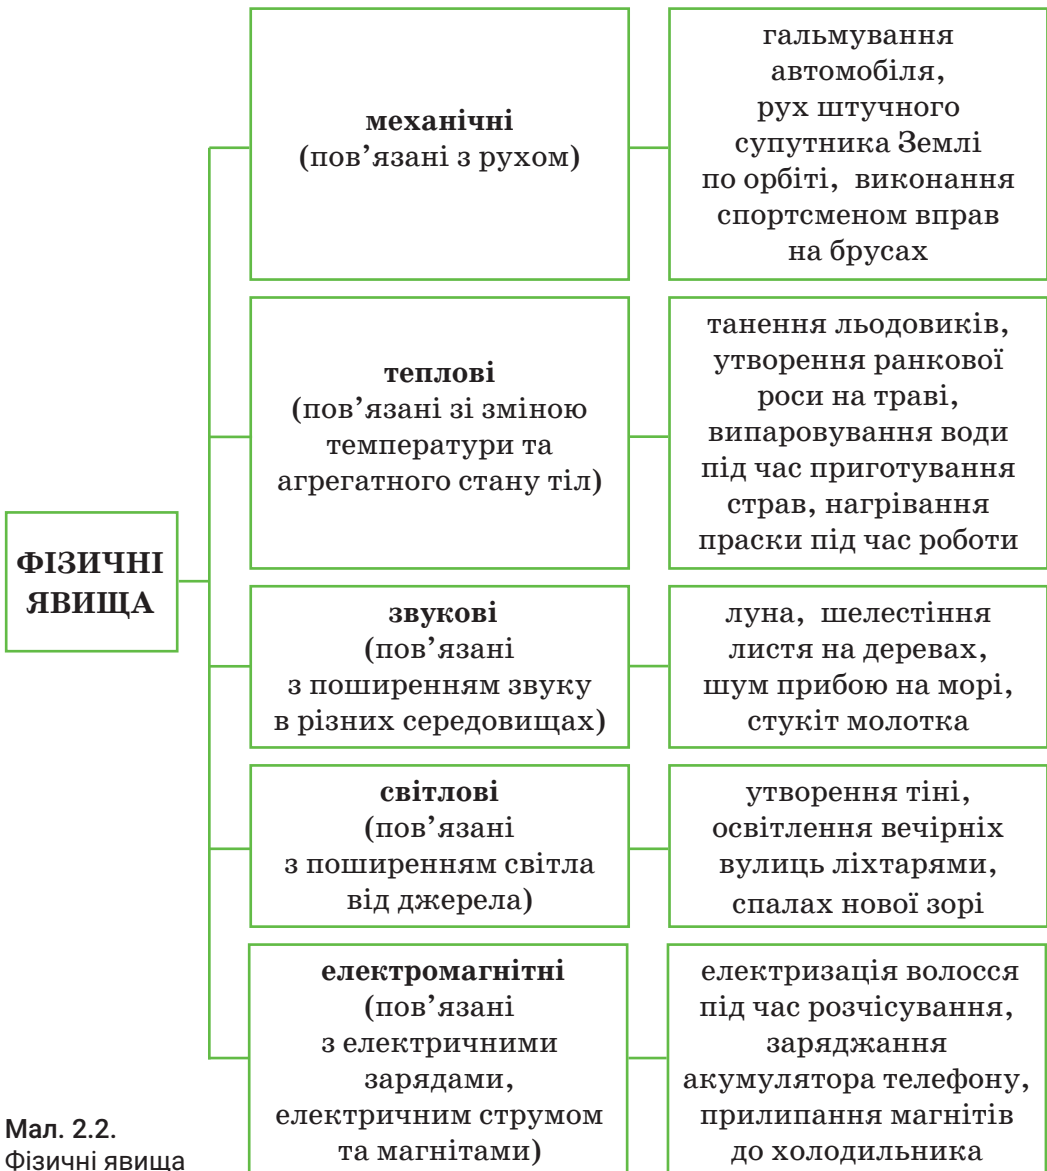 ФІЗИЧНІ
ЯВИЩА
механічні
(пов’язані з рухом)
гальмування
автомобіля,
рух штучного
супутника Землі
по орбіті, виконання
спортсменом вправ
на брусах
теплові
(пов’язані зі зміною
температури та
агрегатного стану тіл)
танення льодовиків,
утворення ранкової
роси на траві,
випаровування води
під час приготування
страв, нагрівання
праски під час роботи
звукові
(пов’язані
з поширенням звуку
в різних середовищах)
луна, шелестіння
листя на деревах,
шум прибою на морі,
стукіт молотка
світлові
(пов’язані
з поширенням світла
від джерела)
утворення тіні,
освітлення вечірніх
вулиць ліхтарями,
спалах нової зорі
електромагнітні
(пов’язані
з електричними
зарядами,
електричним струмом
та магнітами)
електризація волосся
під час розчісування,
заряджання
акумулятора телефону,
прилипання магнітів
до холодильника
Мал. 2.2.
Фізичні явища